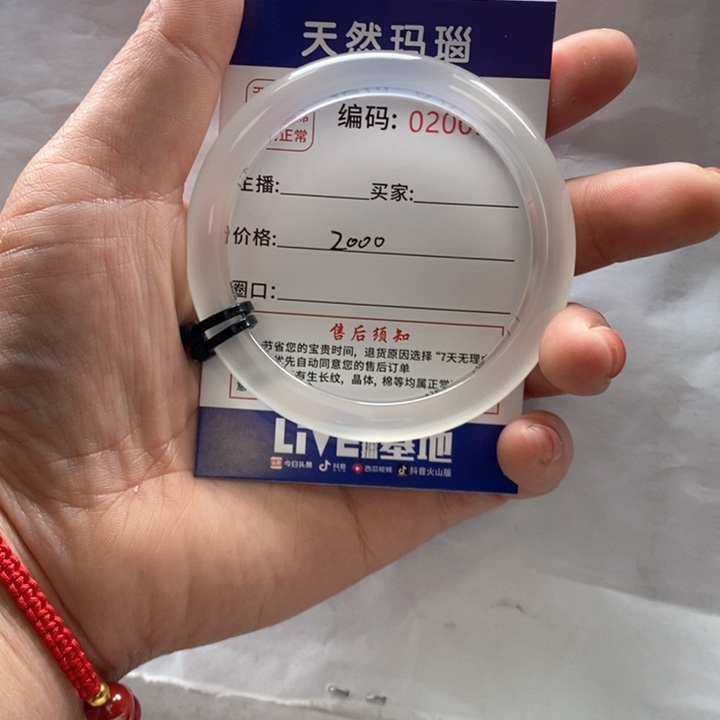 天然玛瑙
正常
编码: 0200
主播:
买家:
价格: 2000
圈口:
售后须知
节省您的宝贵时间，退货原因选择"7天无理
优先自动同意您的售后订单
有生长纹，晶体，棉等均属正常
LIVE 基地
今日头条 抖音 西瓜视频 抖音火山版